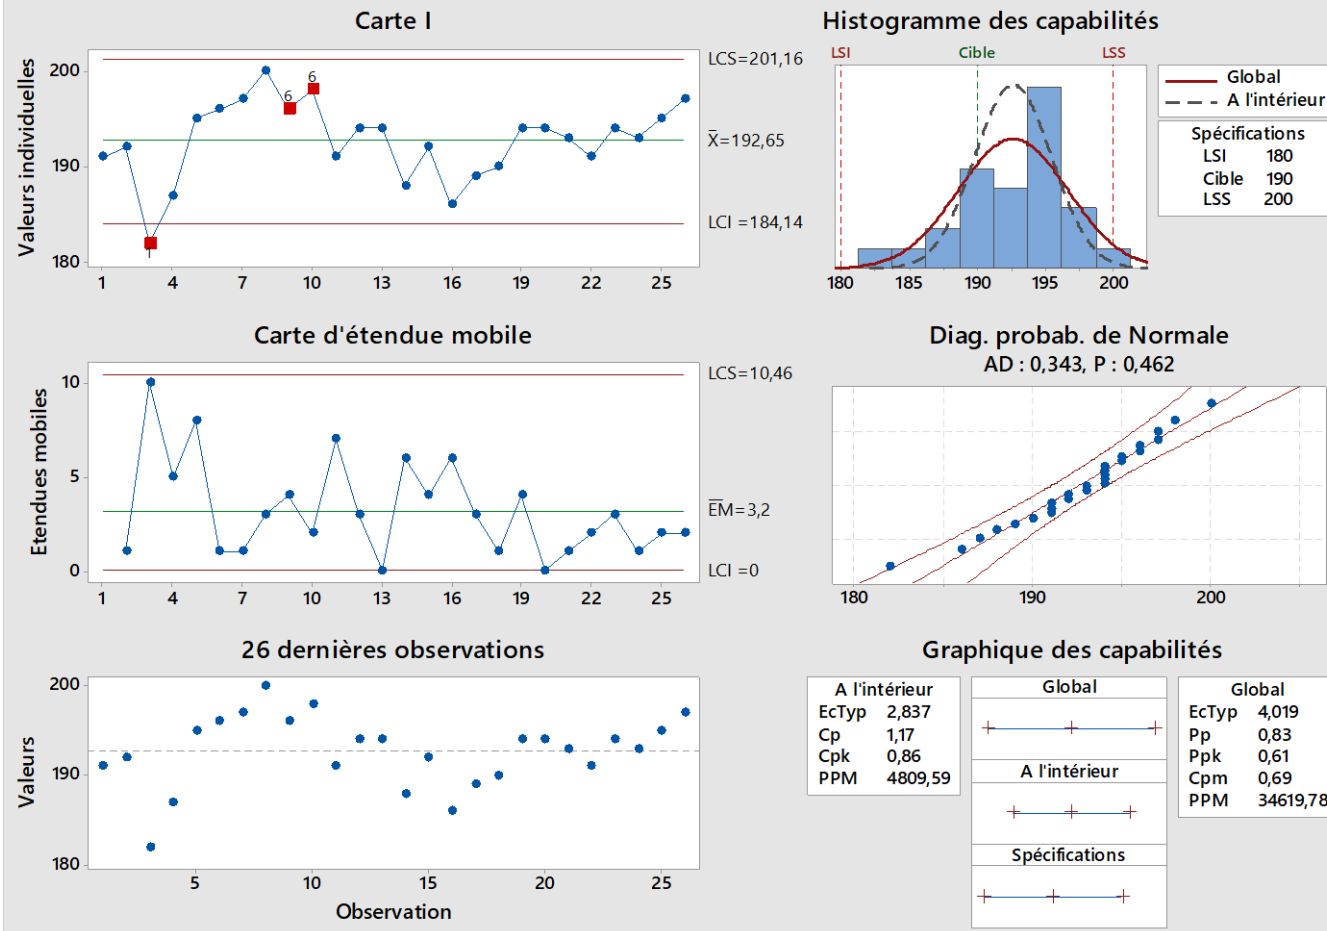 Carte I
Valeurs individuelles
200
190
180
1
6
6
LCS=201,16
X̄=192,65
LCI =184,14
1 4 7 10 13 16 19 22 25
Histogramme des capabilités
LSI Cible LSS
180 185 190 195 200
Global
A l'intérieur
Spécifications
LSI 180
Cible 190
LSS 200
Carte d'étendue mobile
Etendues mobiles
10
5
0
LCS=10,46
E̅M̅=3,2
LCI =0
1 4 7 10 13 16 19 22 25
Diag. probab. de Normale
AD : 0,343, P : 0,462
180 190 200
26 dernières observations
Valeurs
200
190
180
5 10 15 20 25
Observation
Graphique des capabilités
A l'intérieur
EcTyp 2,837
Cp 1,17
Cpk 0,86
PPM 4809,59
Global
A l'intérieur
Spécifications
Global
EcTyp 4,019
Pp 0,83
Ppk 0,61
Cpm 0,69
PPM 34619,78